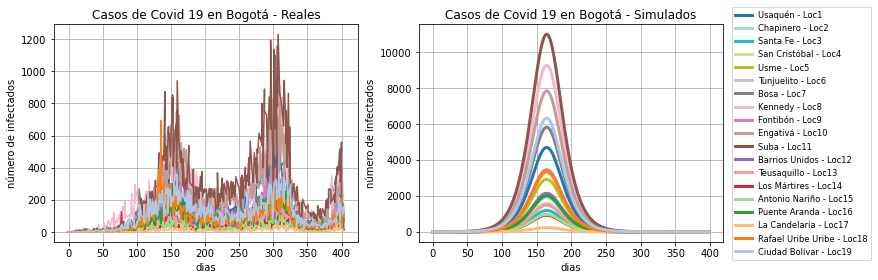 Casos de Covid 19 en Bogotá - Reales
número de infectados
1200
1000
800
600
400
200
0
0 50 100 150 200 250 300 350 400
dias
Casos de Covid 19 en Bogotá - Simulados
número de infectados
10000
8000
6000
4000
2000
0
0 50 100 150 200 250 300 350 400
dias
Usaquén - Loc1
Chapinero - Loc2
Santa Fe - Loc3
San Cristóbal - Loc4
Usme - Loc5
Tunjuelito - Loc6
Bosa - Loc7
Kennedy - Loc8
Fontibón - Loc9
Engativá - Loc10
Suba - Loc11
Barrios Unidos - Loc12
Teusaquillo - Loc13
Los Mártires - Loc14
Antonio Nariño - Loc15
Puente Aranda - Loc16
La Candelaria - Loc17
Rafael Uribe Uribe - Loc18
Ciudad Bolívar - Loc19